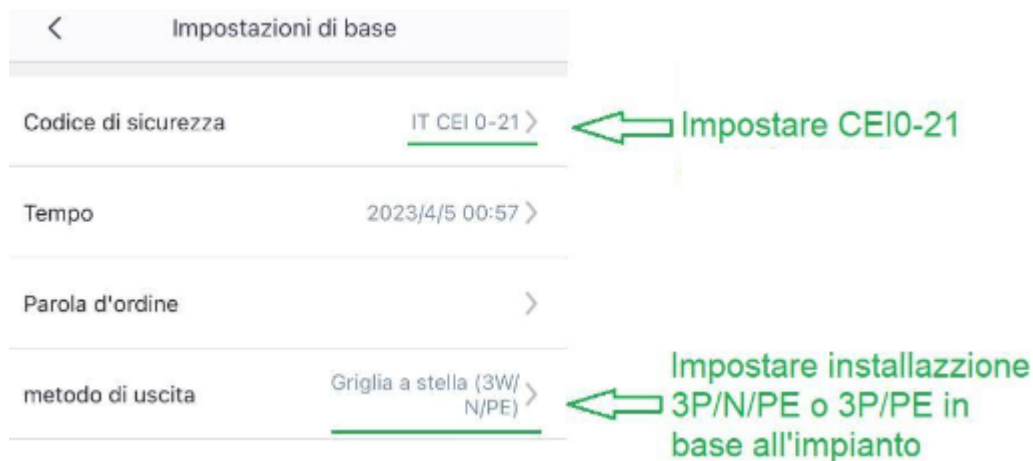 Impostazioni di base
Codice di sicurezza IT CEI 0-21
Impostare CEI0-21
Tempo 2023/4/5 00:57
Parola d'ordine
metodo di uscita Griglia a stella (3W/
N/PE)
Impostare installazzione
3P/N/PE o 3P/PE in
base all'impianto